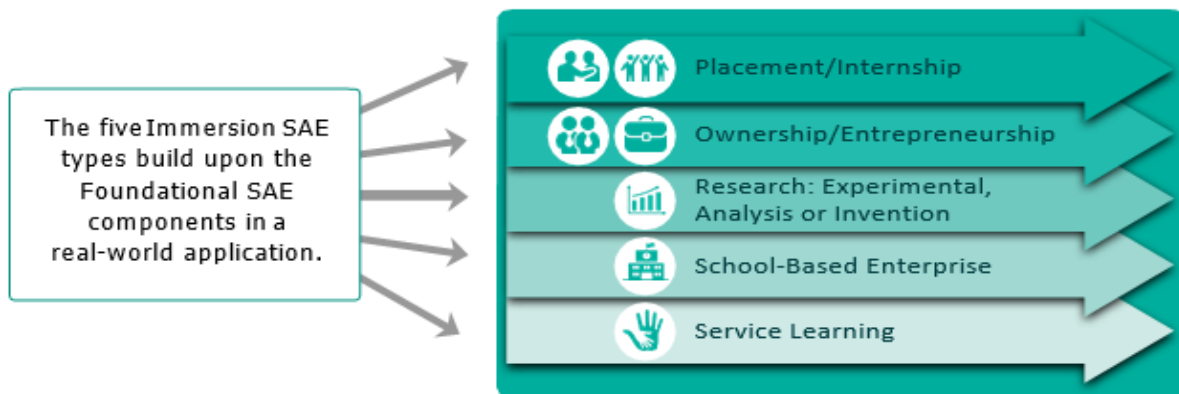 The five Immersion SAE
types build upon the
Foundational SAE
components in a
real-world application.
Placement/Internship
Ownership/Entrepreneurship
Research: Experimental,
Analysis or Invention
School-Based Enterprise
Service Learning